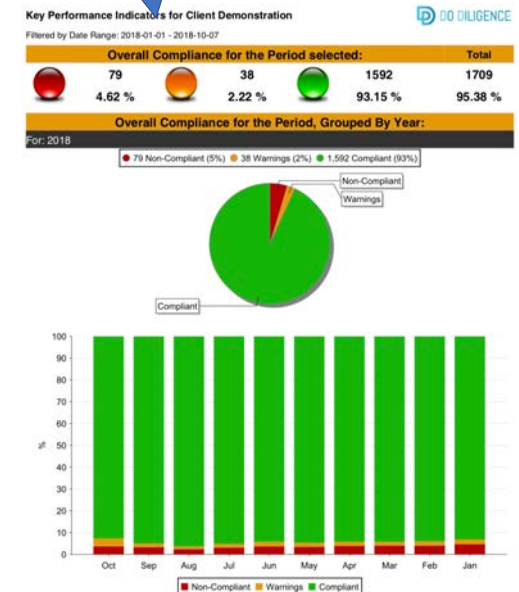 Key Performance Indicators for Client Demonstration
DO DILIGENCE
Filtered by Date Range: 2018-01-01 - 2018-10-07
Overall Compliance for the Period selected: Total
79 38 1592 1709
4.62 % 2.22 % 93.15 % 95.38 %
Overall Compliance for the Period, Grouped By Year:
For: 2018
79 Non-Compliant (5%) 38 Warnings (2%) 1,592 Compliant (93%)
Non-Compliant
Warnings
Compliant
100
90
80
70
60
50
40
30
20
10
0
%
Oct Sep Aug Jul Jun May Apr Mar Feb Jan
Non-Compliant Warnings Compliant